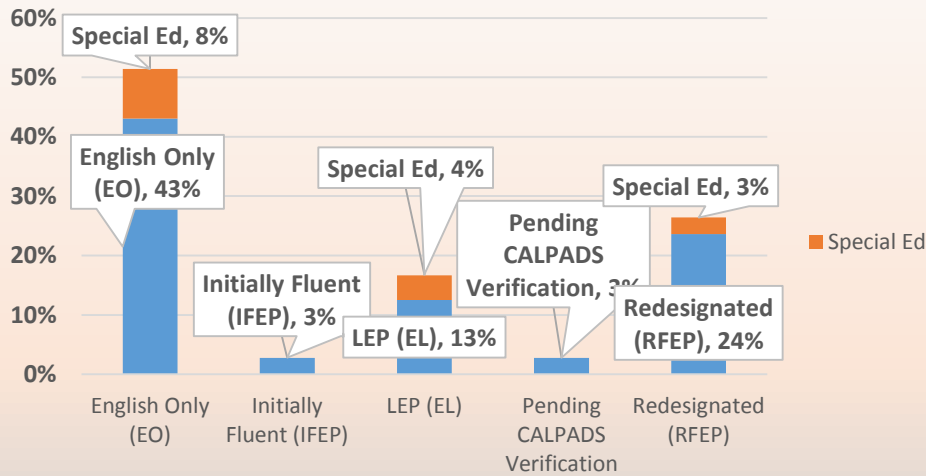 60%
50%
40%
30%
20%
10%
0%
Special Ed, 8%
English Only
(EO), 43%
Initially Fluent
(IFEP), 3%
Special Ed, 4%
LEP (EL), 13%
Pending
CALPADS
Verification, 3%
Special Ed, 3%
Redesignated
(RFEP), 24%
Special Ed
English Only
(EO)
Initially
Fluent (IFEP)
LEP (EL)
Pending
CALPADS
Verification
Redesignated
(RFEP)